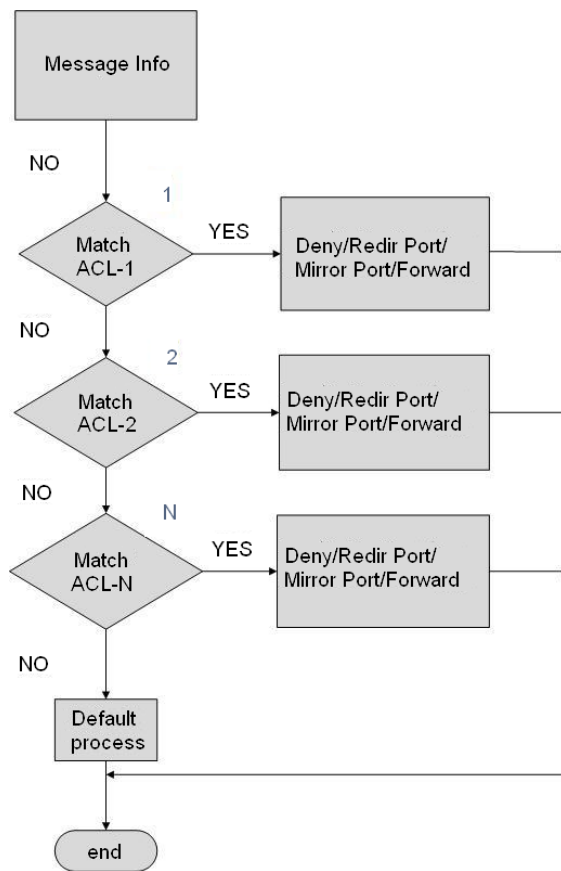 Message Info
NO
1
Match
ACL-1
YES
Deny/Redir Port/
Mirror Port/Forward
NO
2
Match
ACL-2
YES
Deny/Redir Port/
Mirror Port/Forward
NO
N
Match
ACL-N
YES
Deny/Redir Port/
Mirror Port/Forward
NO
Default
process
end